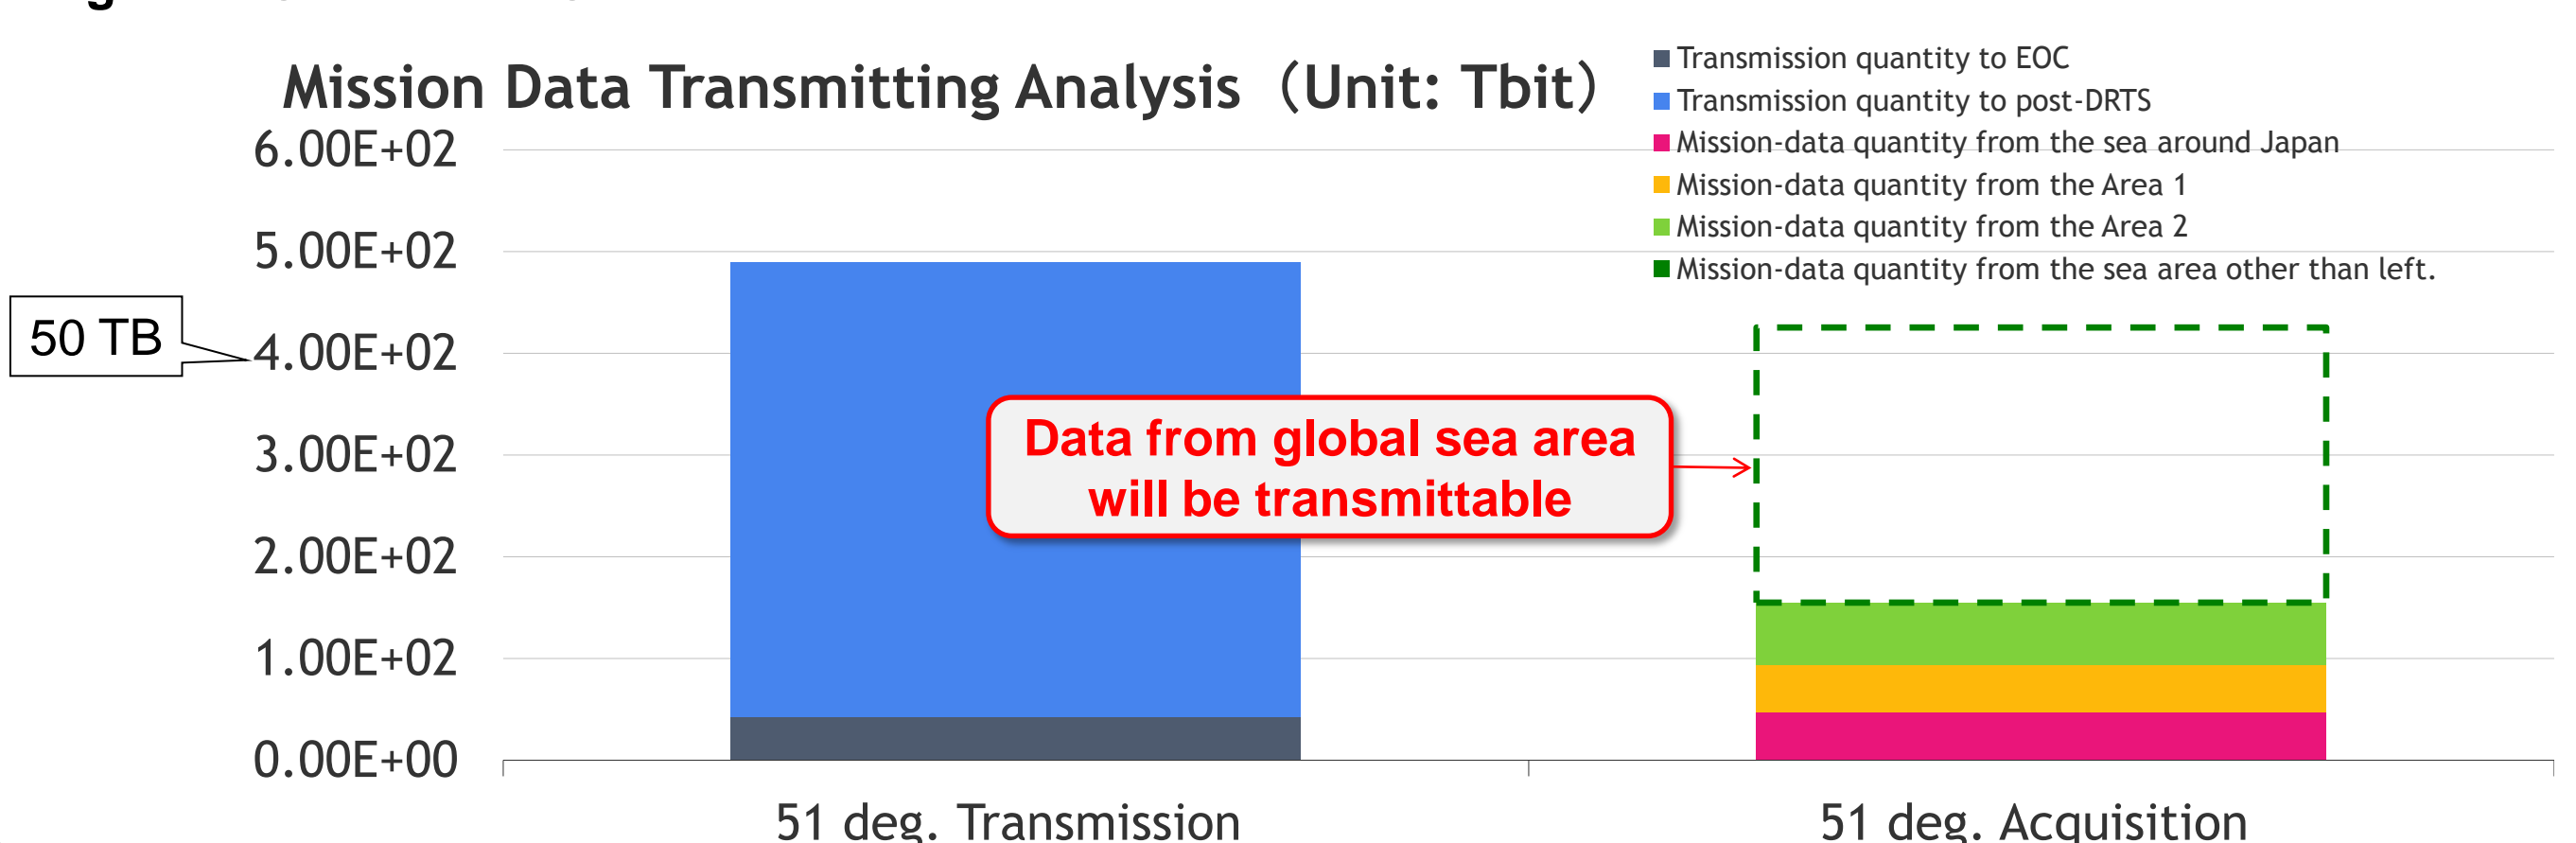 Mission Data Transmitting Analysis（Unit: Tbit）
Transmission quantity to EOC
Transmission quantity to post-DRTS
Mission-data quantity from the sea around Japan
Mission-data quantity from the Area 1
Mission-data quantity from the Area 2
Mission-data quantity from the sea area other than left.
6.00E+02
5.00E+02
50 TB
4.00E+02
3.00E+02
2.00E+02
1.00E+02
0.00E+00
Data from global sea area
will be transmittable
51 deg. Transmission
51 deg. Acquisition